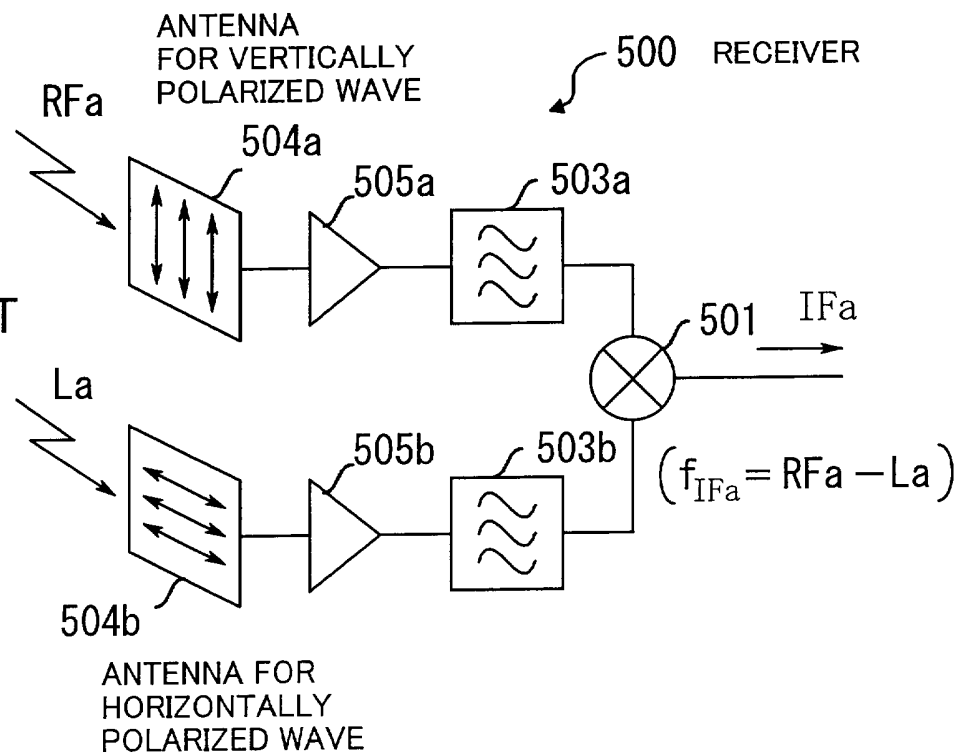 ANTENNA
FOR VERTICALLY
POLARIZED WAVE
500 RECEIVER
RFa
504a
505a
503a
T
501
IFa
La
505b
503b
(fIFa = RFa − La)
504b
ANTENNA FOR
HORIZONTALLY
POLARIZED WAVE